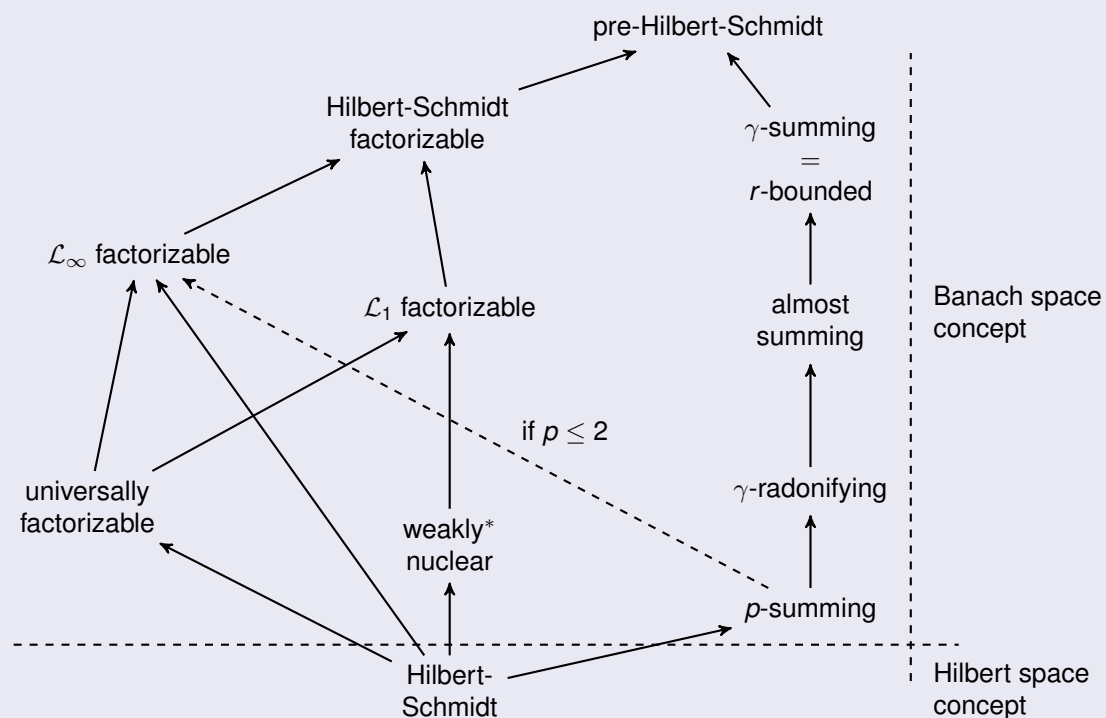 pre-Hilbert-Schmidt
Hilbert-Schmidt
factorizable
γ-summing
=
r-bounded
ℒ∞ factorizable
ℒ1 factorizable
almost
summing
Banach space
concept
if p ≤ 2
universally
factorizable
γ-radonifying
weakly*
nuclear
p-summing
Hilbert-
Schmidt
Hilbert space
concept